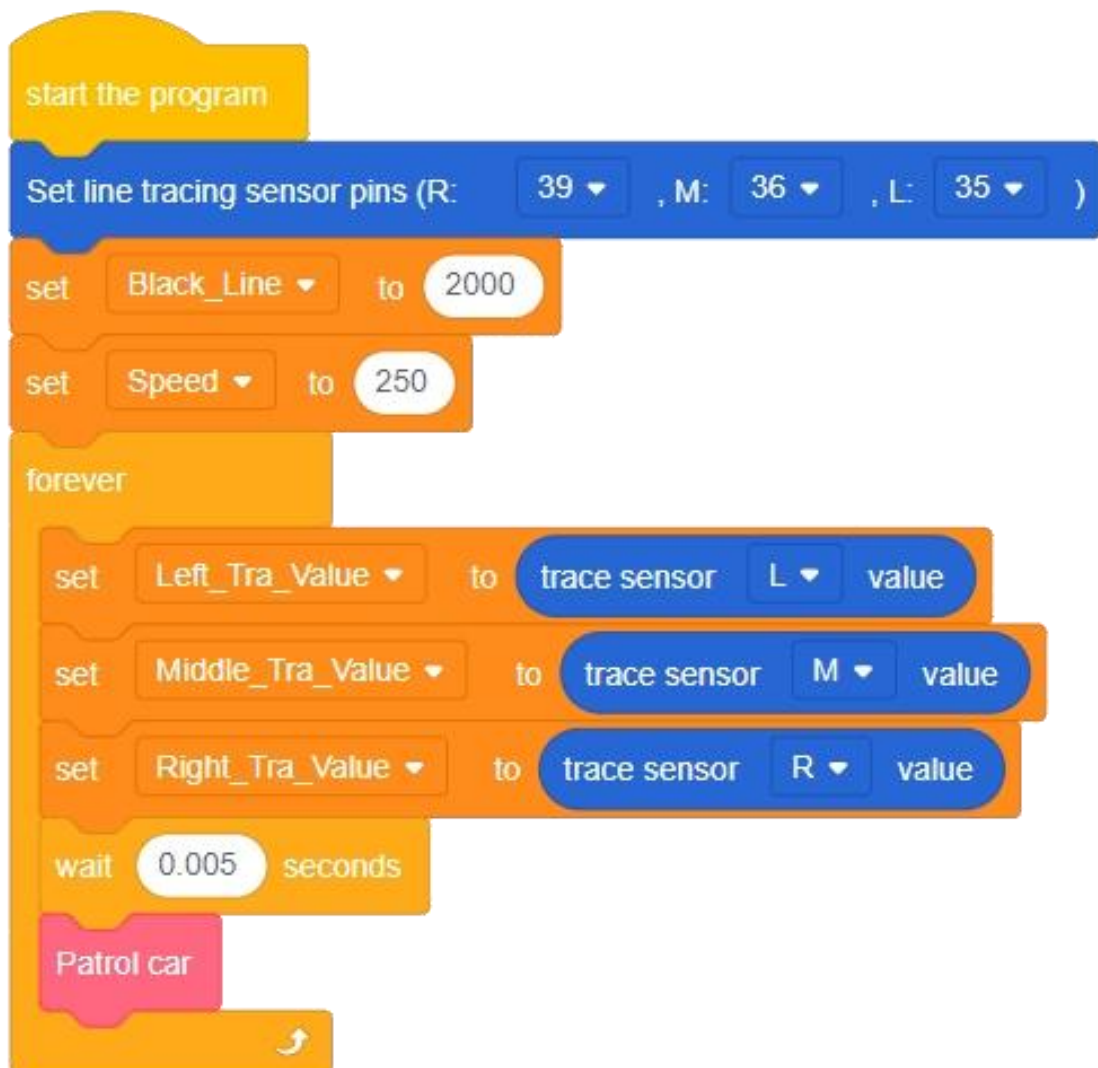 start the program
Set line tracing sensor pins (R: 39 , M: 36 , L: 35 )
set Black_Line to 2000
set Speed to 250
forever
set Left_Tra_Value to trace sensor L value
set Middle_Tra_Value to trace sensor M value
set Right_Tra_Value to trace sensor R value
wait 0.005 seconds
Patrol car